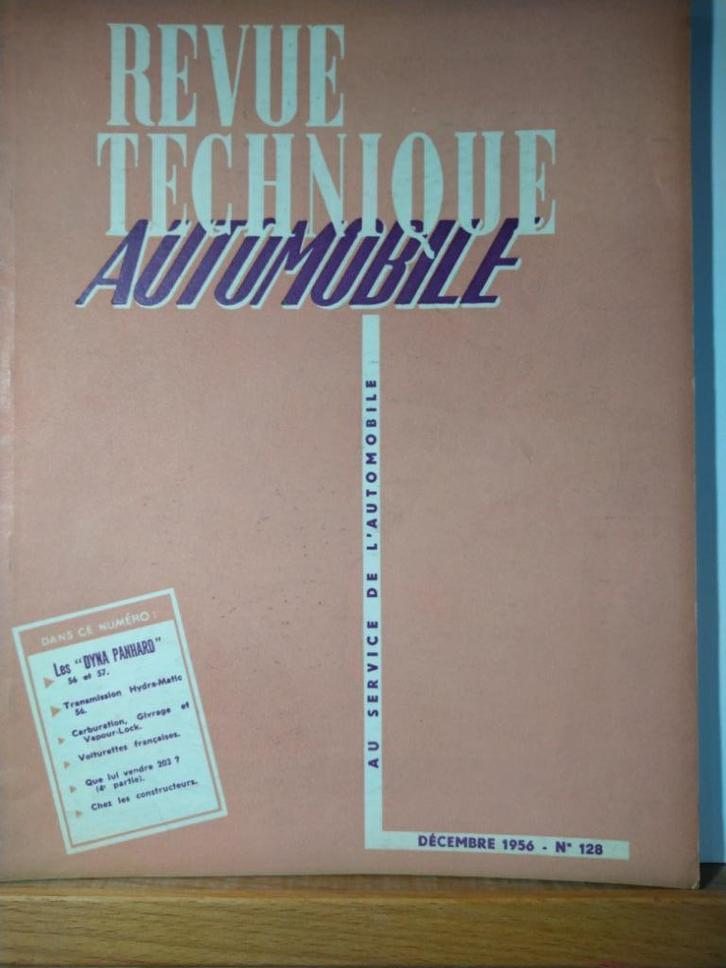 REVUE
TECHNIQUE
AUTOMOBILE
AU SERVICE DE L'AUTOMOBILE
DANS CE NUMÉRO :
Les "DYNA PANHARD"
56 et 57.
Transmission Hydra-Matic
56.
Carburation, Givrage et
Vapour-Lock.
Voiturettes françaises.
Que lui vendre 203 ?
(4e partie).
Chez les constructeurs.
DÉCEMBRE 1956 - N° 128